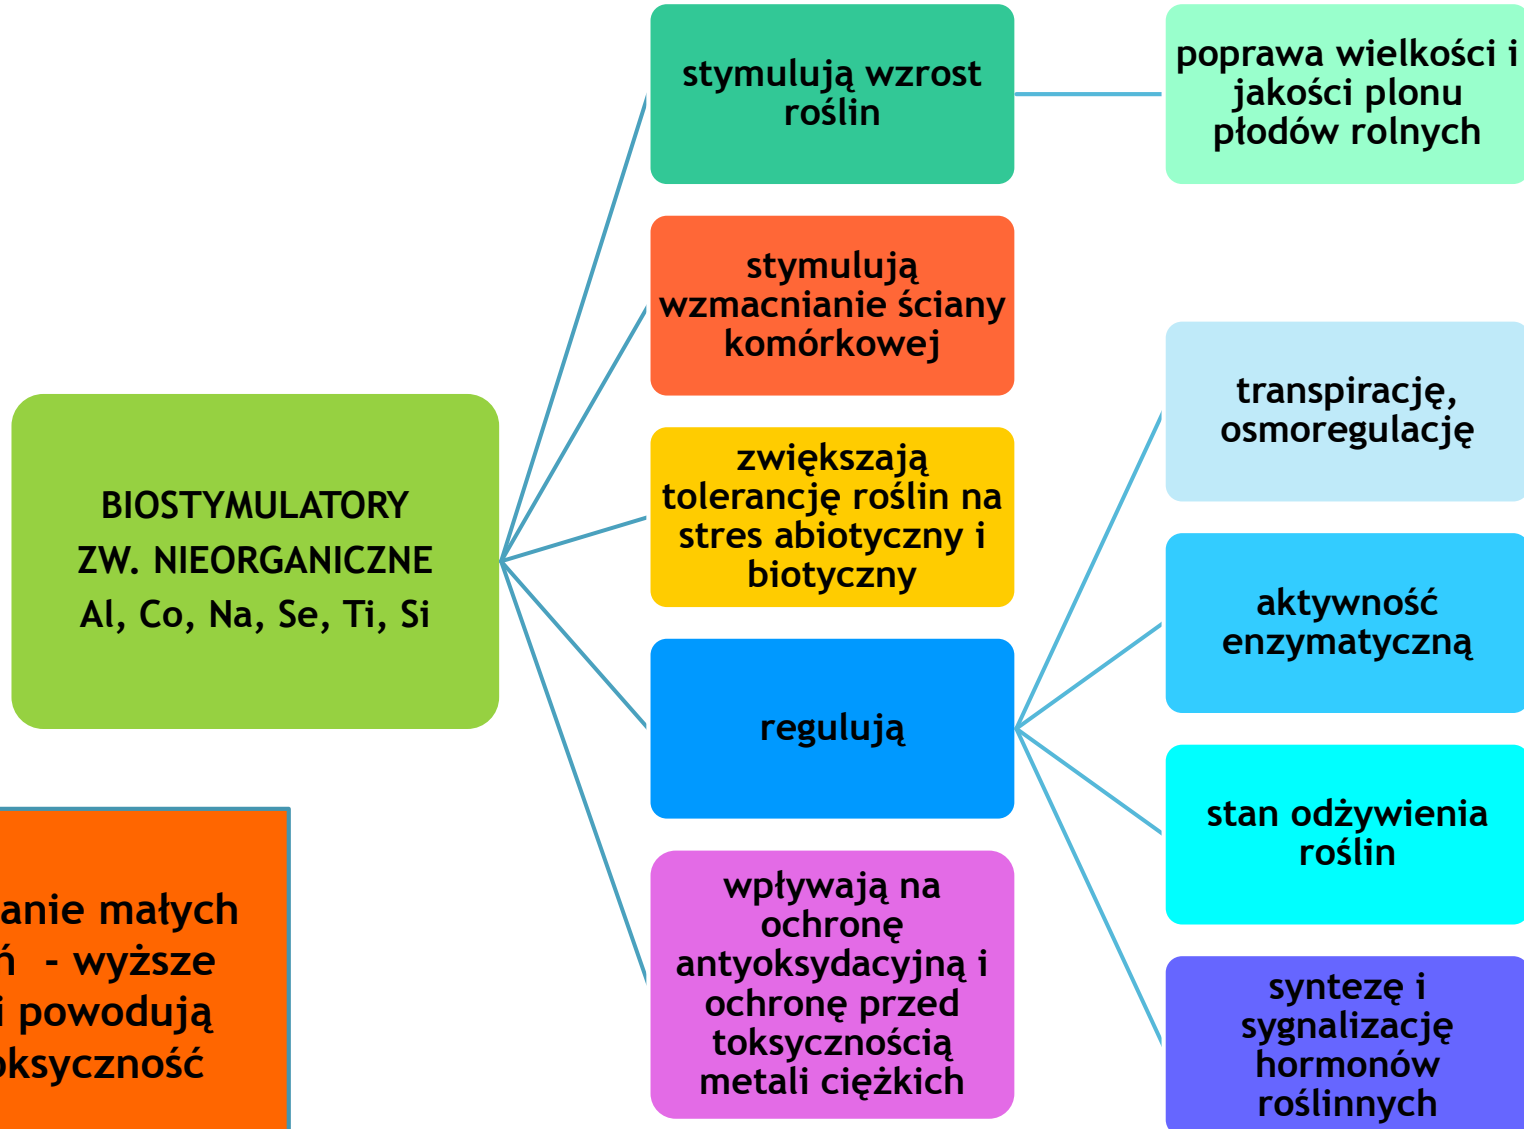 BIOSTYMULATORY
ZW. NIEORGANICZNE
Al, Co, Na, Se, Ti, Si
stymulują wzrost
roślin
poprawa wielkości i
jakości plonu
płodów rolnych
stymulują
wzmacnianie ściany
komórkowej
zwiększają
tolerancję roślin na
stres abiotyczny i
biotyczny
regulują
transpirację,
osmoregulację
aktywność
enzymatyczną
stan odżywienia
roślin
syntezę i
sygnalizację
hormonów
roślinnych
wpływają na
ochronę
antyoksydacyjną i
ochronę przed
toksycznością
metali ciężkich
małych
- wyższe
powodują